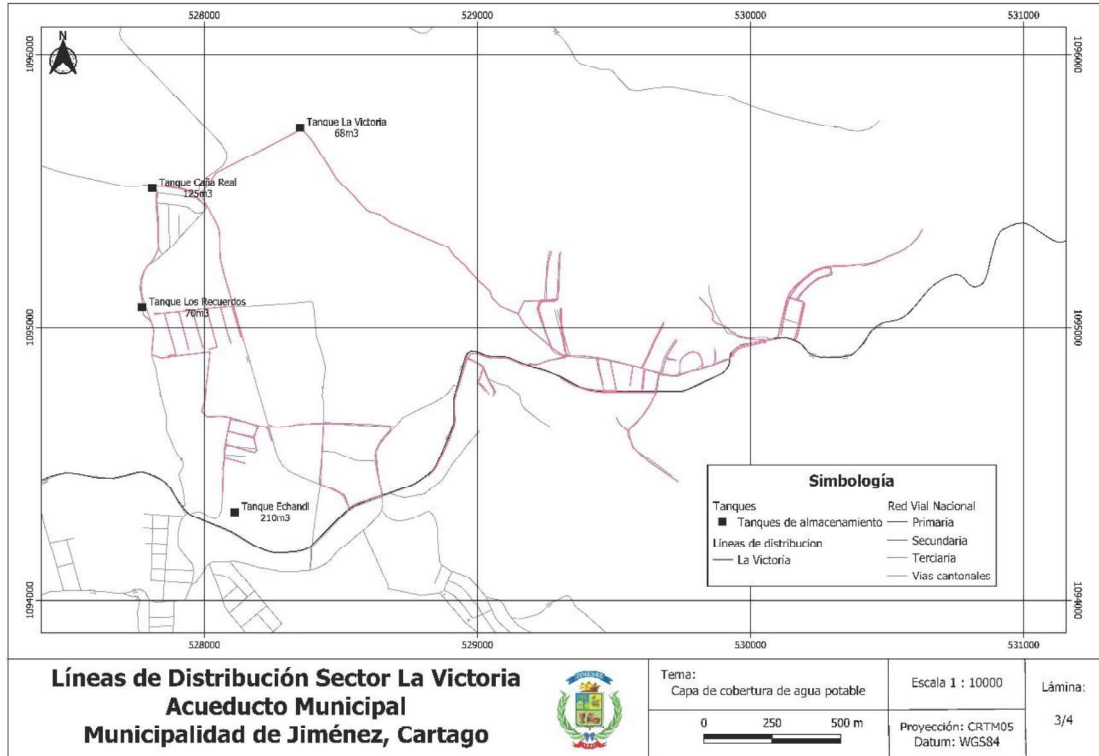 528000
529000
530000
531000
1096000
1096000
N
Tanque La Victoria
68m3
Tanque Caña Real
125m3
Tanque Los Recuerdos
70m3
1095000
1095000
Tanque Echandi
210m3
Simbología
Tanques
Tanques de almacenamiento
Líneas de distribucion
La Victoria
Red Vial Nacional
Primaria
Secundaria
Terciaria
Vias cantonales
1094000
1094000
528000
529000
530000
531000
Líneas de Distribución Sector La Victoria
Acueducto Municipal
Municipalidad de Jiménez, Cartago
JIMENEZ
Tema:
Capa de cobertura de agua potable
0 250 500 m
Escala 1 : 10000
Proyección: CRTM05
Datum: WGS84
Lámina:
3/4